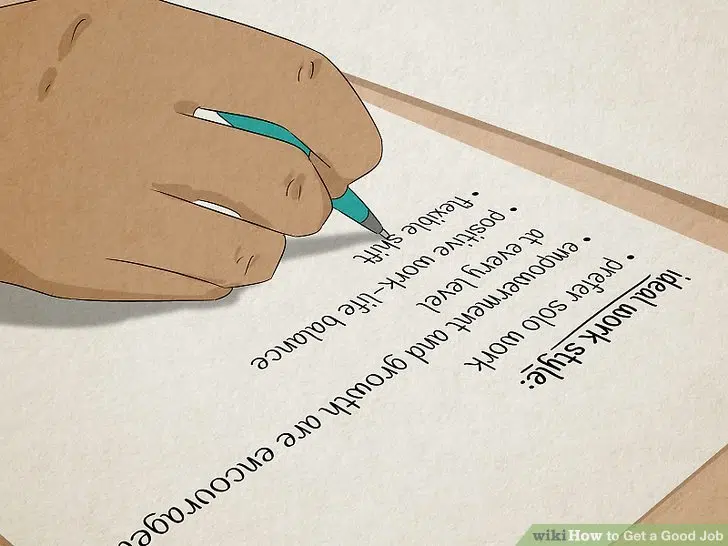 ideal work style:
• prefer solo work
• empowerment and growth are encouraged
at every level
• positive work-life balance
• flexible shift
wikiHow to Get a Good Job